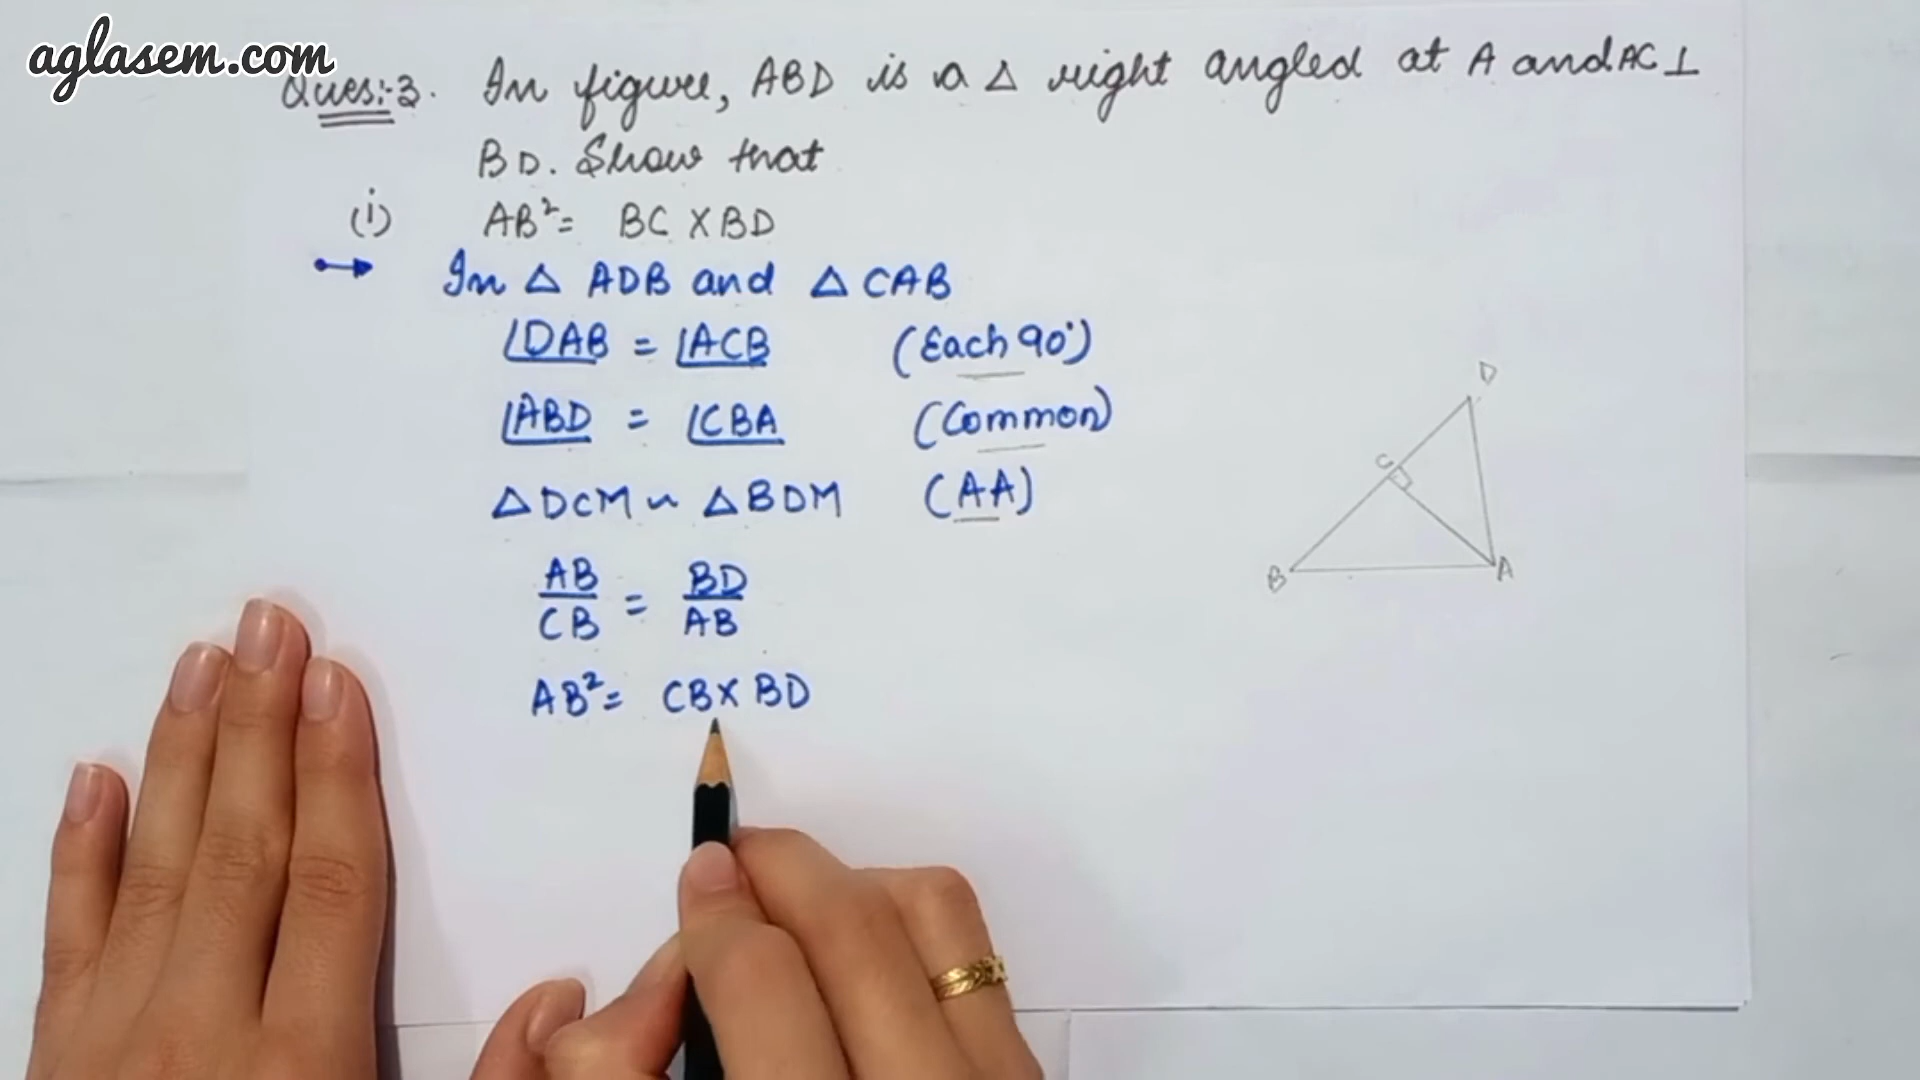 aglasem.com
Ques:-3. In figure, ABD is a △ right angled at A and AC ⊥
BD. Show that
(i) AB² = BC X BD
In △ ADB and △ CAB
∠DAB = ∠ACB (Each 90°)
∠ABD = ∠CBA (Common)
△DCM ~ △BDM (AA)
AB/CB = BD/AB
AB² = CB X BD
D
C
B
A